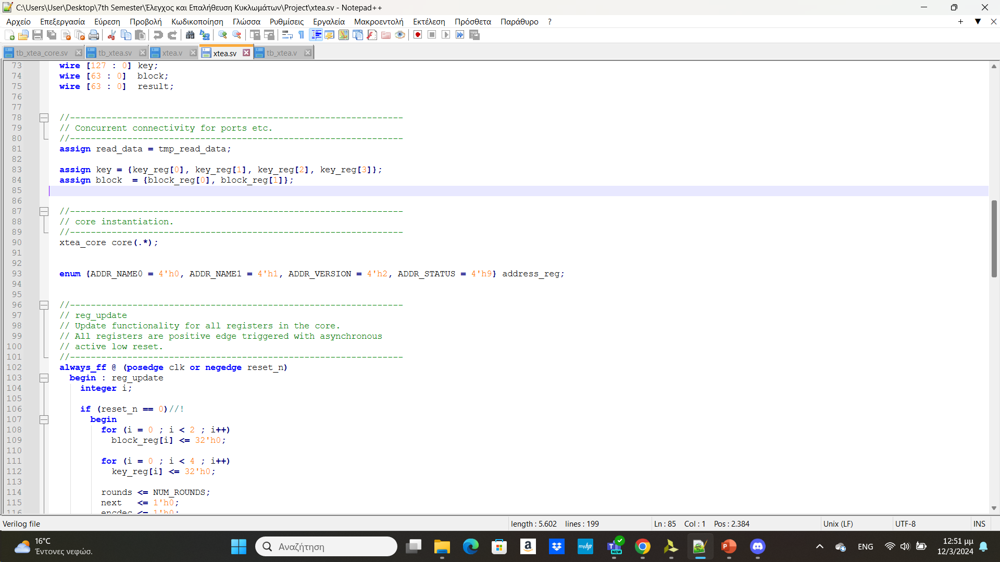 C:\Users\User\Desktop\7th Semester\Έλεγχος και Επαλήθευση Κυκλωμάτων\Project\xtea.sv - Notepad++
Αρχείο Επεξεργασία Εύρεση Προβολή Κωδικοποίηση Γλώσσα Ρυθμίσεις Εργαλεία Μακροεντολή Εκτέλεση Πρόσθετα Παράθυρο ?
tb_xtea_core.sv tb_xtea.sv xtea.v xtea.sv tb_xtea.v
73 wire [127 : 0] key;
74 wire [63 : 0]  block;
75 wire [63 : 0]  result;
76
77
78 //----------------------------------------------------------------
79 // Concurrent connectivity for ports etc.
80 //----------------------------------------------------------------
81 assign read_data = tmp_read_data;
82
83 assign key = {key_reg[0], key_reg[1], key_reg[2], key_reg[3]};
84 assign block  = {block_reg[0], block_reg[1]};
85
86
87 //----------------------------------------------------------------
88 // core instantiation.
89 //----------------------------------------------------------------
90 xtea_core core(.*);
91
92
93 enum {ADDR_NAME0 = 4'h0, ADDR_NAME1 = 4'h1, ADDR_VERSION = 4'h2, ADDR_STATUS = 4'h9} address_reg;
94
95
96 //----------------------------------------------------------------
97 // reg_update
98 // Update functionality for all registers in the core.
99 // All registers are positive edge triggered with asynchronous
100 // active low reset.
101 //----------------------------------------------------------------
102 always_ff @ (posedge clk or negedge reset_n)
103 begin : reg_update
104 integer i;
105
106 if (reset_n == 0)//!
107 begin
108 for (i = 0 ; i < 2 ; i++)
109 block_reg[i] <= 32'h0;
110
111 for (i = 0 ; i < 4 ; i++)
112 key_reg[i] <= 32'h0;
113
114 rounds <= NUM_ROUNDS;
115 next   <= 1'h0;
116 encdec <= 1'h0;
Verilog file length : 5.602 lines : 199 Ln : 85 Col : 1 Pos : 2.384 Unix (LF) UTF-8 INS
16°C
Έντονες νεφώσ.
Αναζήτηση
ENG
12:51 μμ
12/3/2024